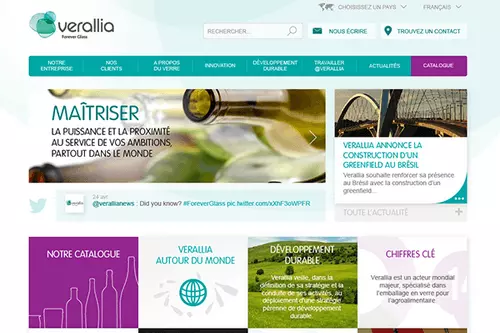 verallia
Forever Glass
CHOISISSEZ UN PAYS
FRANÇAIS
Rechercher
NOUS ÉCRIRE
TROUVEZ UN CONTACT
NOTRE
ENTREPRISE
NOS
CLIENTS
A PROPOS
DU VERRE
INNOVATION
DÉVELOPPEMENT
DURABLE
TRAVAILLER
@VERALLIA
ACTUALITÉS
CATALOGUE
MAÎTRISER
LA PUISSANCE ET LA PROXIMITÉ
AU SERVICE DE VOS AMBITIONS,
PARTOUT DANS LE MONDE
VERALLIA ANNONCE LA
CONSTRUCTION D'UN
GREENFIELD AU BRÉSIL
Verallia souhaite renforcer sa présence
au Brésil avec la construction d'un
greenfield...
TOUTE L'ACTUALITÉ
24 avr
@verallianews : Did you know? #ForeverGlass pic.twitter.com/xXhF3oWPFR
NOTRE CATALOGUE
VERALLIA
AUTOUR DU MONDE
DÉVELOPPEMENT
DURABLE
Verallia veille, dans la
définition de sa stratégie et la
conduite de ses activités, au
déploiement d'une stratégie
pérenne de développement
durable.
CHIFFRES CLÉ
Verallia est un acteur mondial
majeur, spécialisé dans
l'emballage en verre pour
l'agroalimentaire